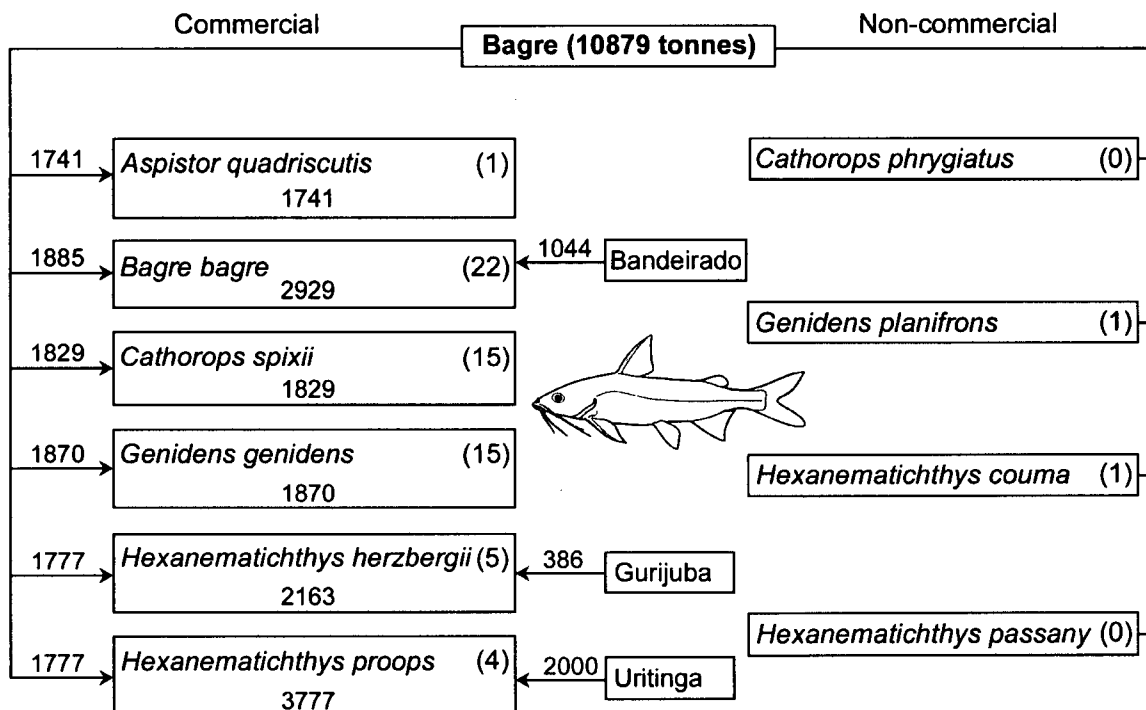 Commercial
Bagre (10879 tonnes)
Non-commercial
1741
Aspistor quadriscutis (1)
1741
Cathorops phrygiatus (0)
1885
Bagre bagre (22)
2929
1044
Bandeirado
Genidens planifrons (1)
1829
Cathorops spixii (15)
1829
1870
Genidens genidens (15)
1870
Hexanematichthys couma (1)
1777
Hexanematichthys herzbergii (5)
2163
386
Gurijuba
Hexanematichthys passany (0)
1777
Hexanematichthys proops (4)
3777
2000
Uritinga